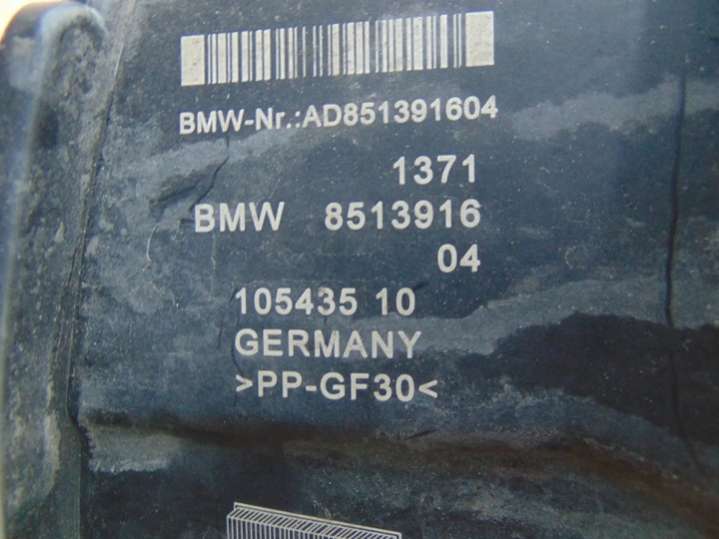 BMW-Nr.:AD851391604
1371
BMW 8513916
04
105435 10
GERMANY
>PP-GF30<